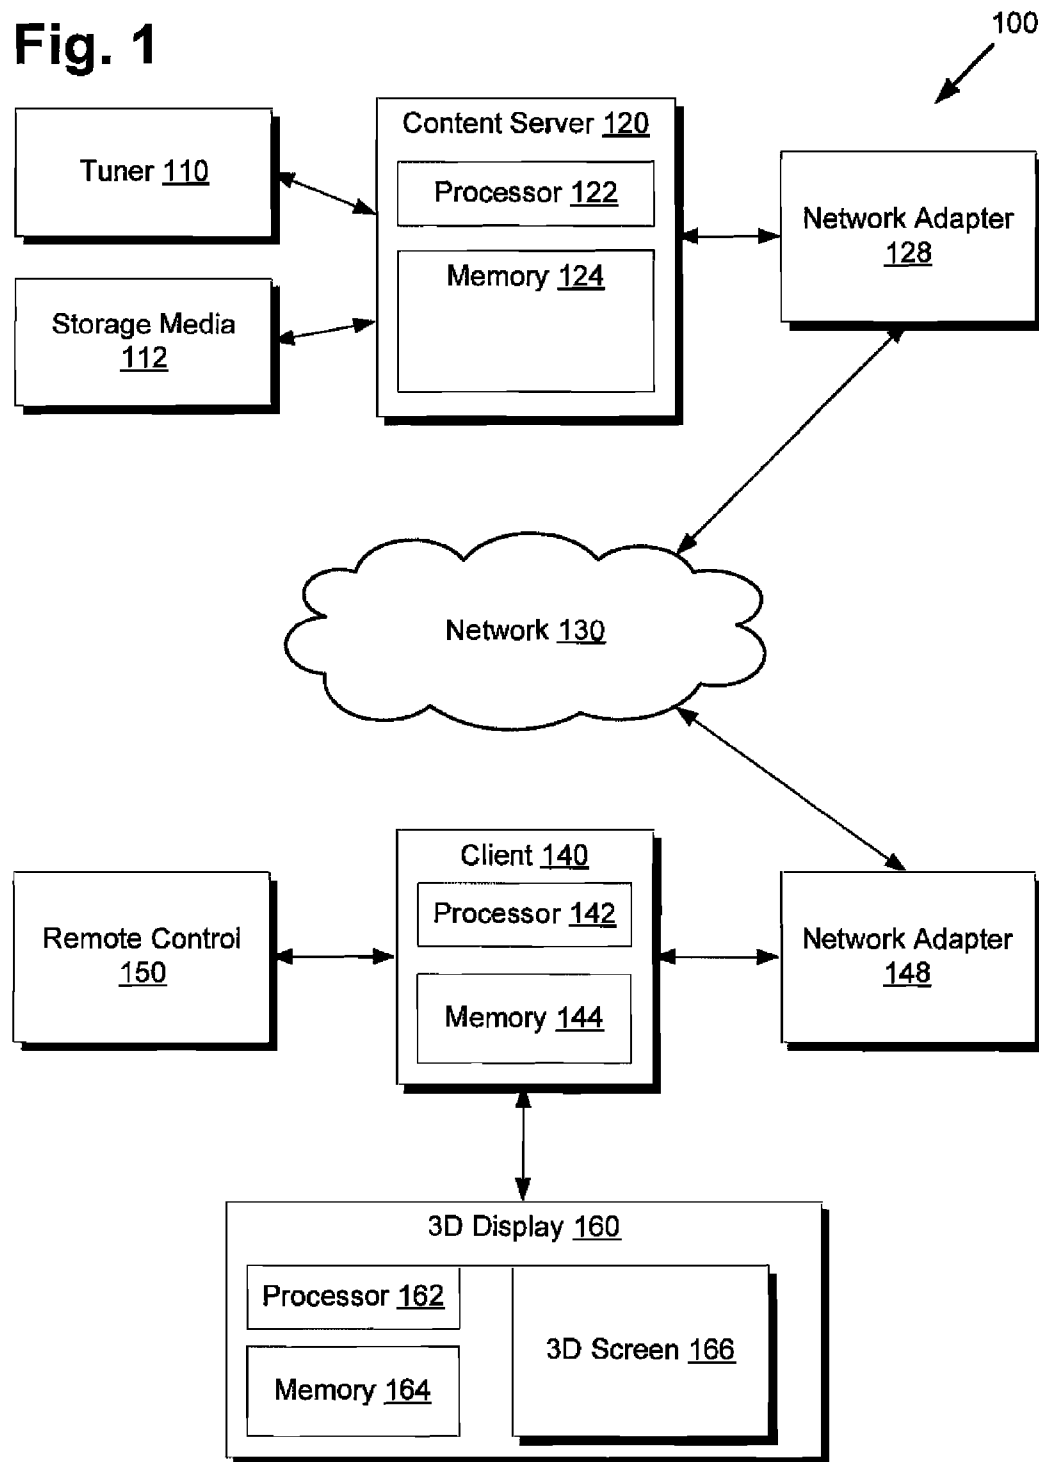 Fig. 1
100
Tuner 110
Content Server 120
Processor 122
Memory 124
Network Adapter
128
Storage Media
112
Network 130
Client 140
Processor 142
Memory 144
Remote Control
150
Network Adapter
148
3D Display 160
Processor 162
Memory 164
3D Screen 166